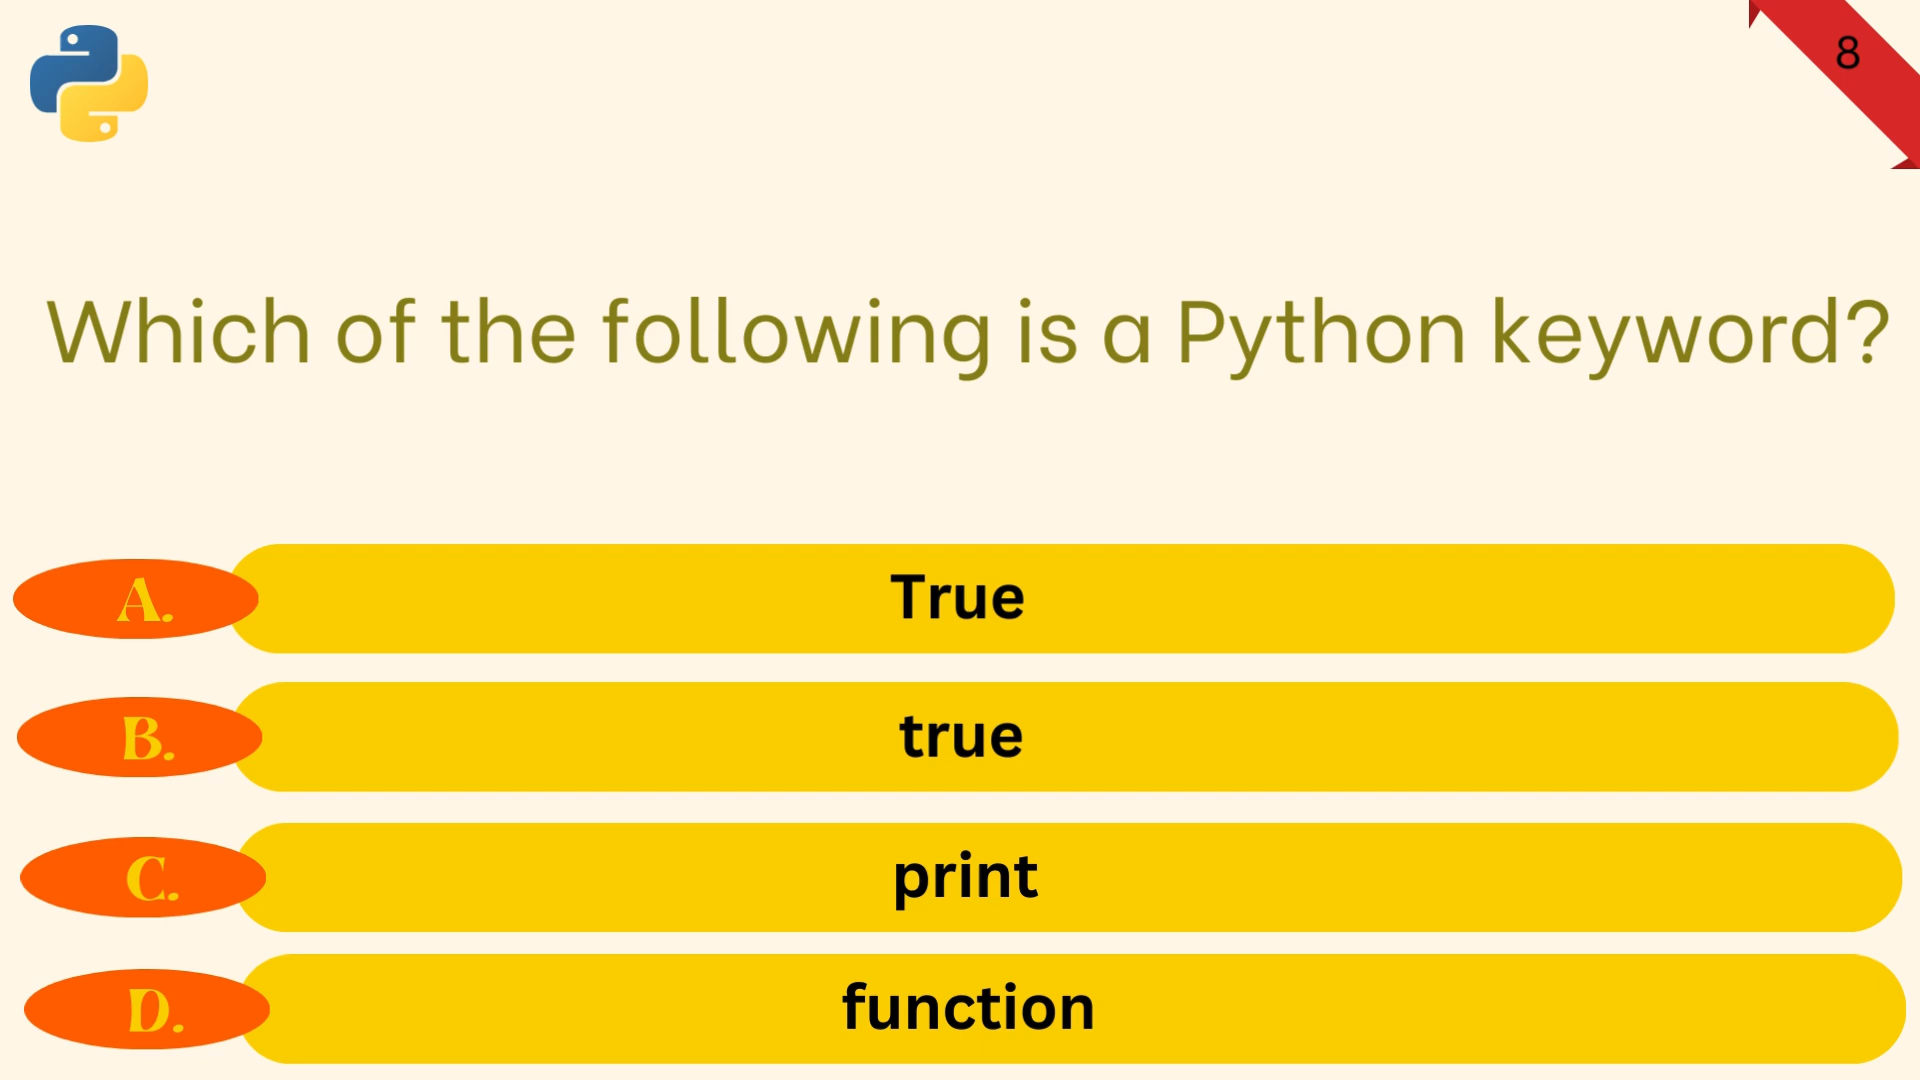 8
Which of the following is a Python keyword?
A. True
B. true
C. print
D. function